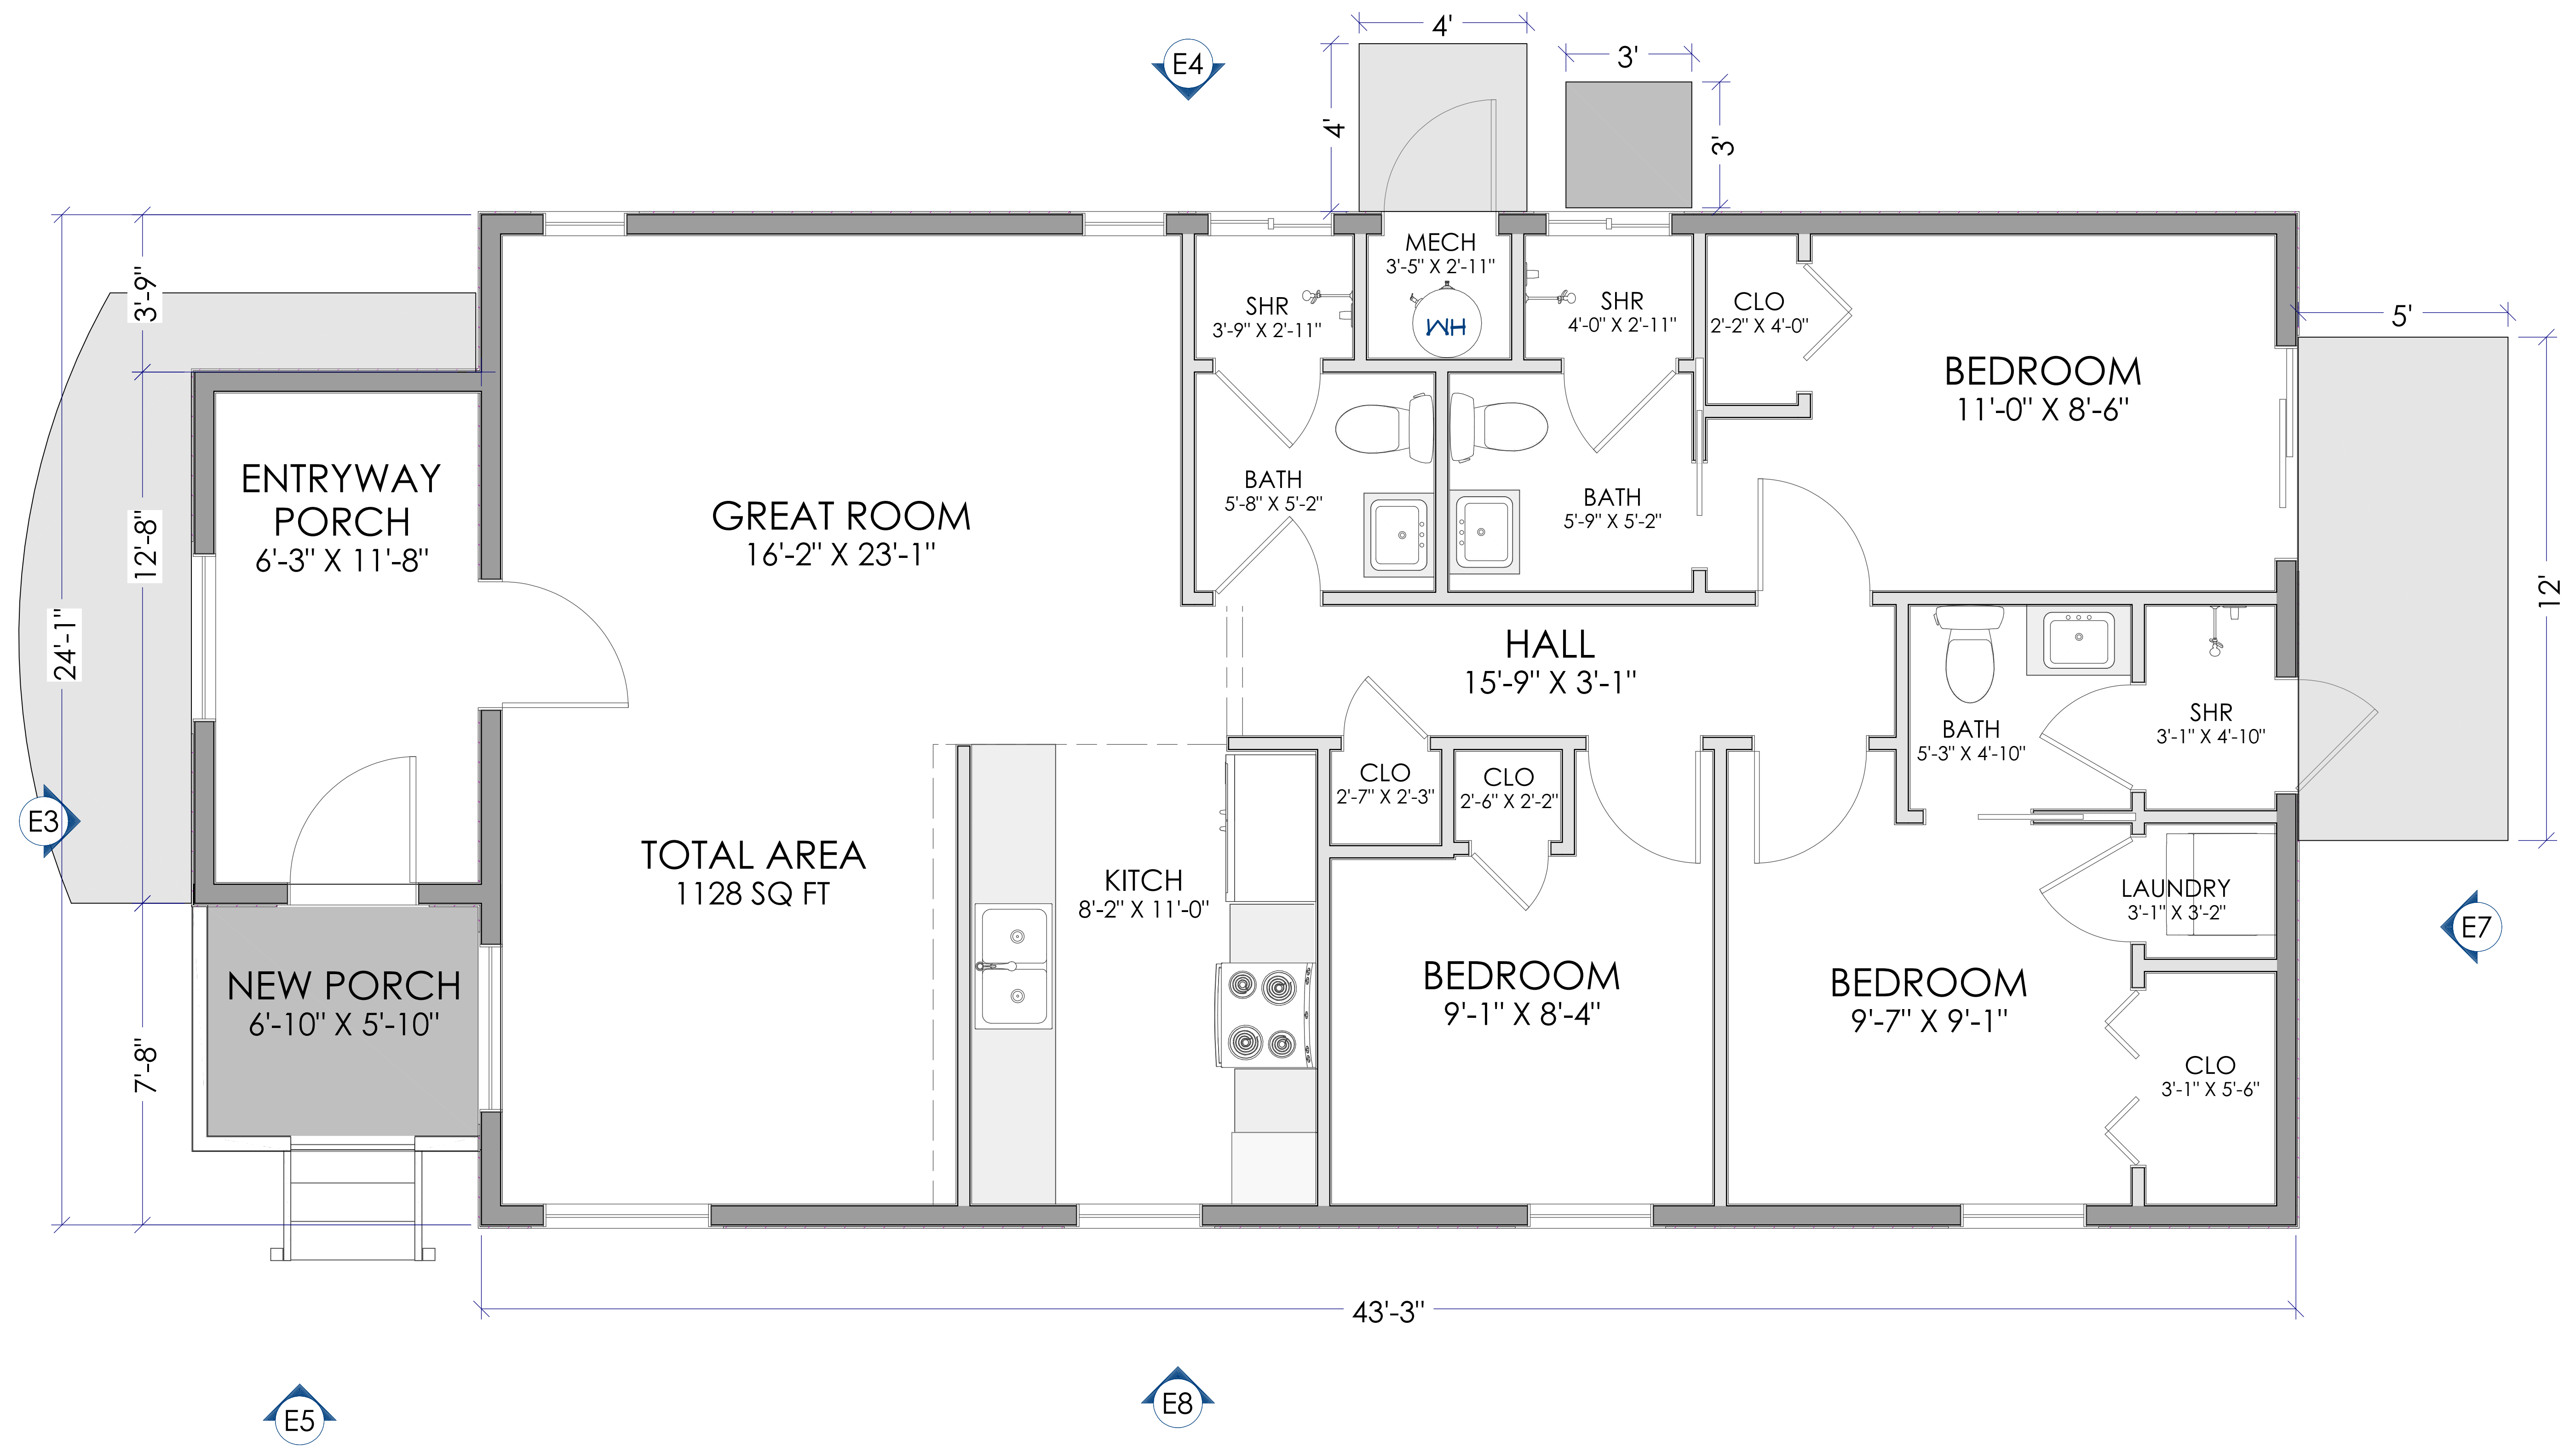 4'
E4
3'
4'
3'
MECH
3'-5" X 2'-11"
SHR
3'-9" X 2'-11"
HM
SHR
4'-0" X 2'-11"
CLO
2'-2" X 4'-0"
3'-9"
5'
BEDROOM
11'-0" X 8'-6"
ENTRYWAY
PORCH
6'-3" X 11'-8"
12'-8"
GREAT ROOM
16'-2" X 23'-1"
BATH
5'-8" X 5'-2"
BATH
5'-9" X 5'-2"
12'
24'-1"
HALL
15'-9" X 3'-1"
BATH
5'-3" X 4'-10"
SHR
3'-1" X 4'-10"
CLO
2'-7" X 2'-3"
CLO
2'-6" X 2'-2"
E3
TOTAL AREA
1128 SQ FT
KITCH
8'-2" X 11'-0"
LAUNDRY
3'-1" X 3'-2"
E7
NEW PORCH
6'-10" X 5'-10"
BEDROOM
9'-1" X 8'-4"
BEDROOM
9'-7" X 9'-1"
7'-8"
CLO
3'-1" X 5'-6"
43'-3"
E5
E8